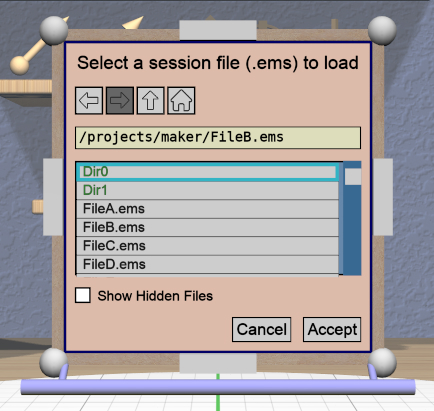 Select a session file (.ems) to load
/projects/maker/FileB.ems
Dir0
Dir1
FileA.ems
FileB.ems
FileC.ems
FileD.ems
Show Hidden Files
Cancel Accept